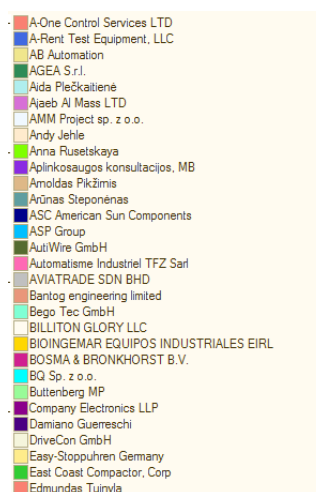 A-One Control Services LTD
A-Rent Test Equipment, LLC
AB Automation
AGEA S.r.l.
Aida Plečkaitienė
Ajaeb Al Mass LTD
AMM Project sp. z o.o.
Andy Jehle
Anna Rusetskaya
Aplinkosaugos konsultacijos, MB
Arnoldas Pikžirnis
Arūnas Steponėnas
ASC American Sun Components
ASP Group
AutiWire GmbH
Automatisme Industriel TFZ Sarl
AVIATRADE SDN BHD
Bantog engineering limited
Bego Tec GmbH
BILLITON GLORY LLC
BIOINGEMAR EQUIPOS INDUSTRIALES EIRL
BOSMA & BRONKHORST B.V.
BQ Sp. z o.o.
Buttenberg MP
Company Electronics LLP
Damiano Guerreschi
DriveCon GmbH
Easy-Stoppuhren Germany
East Coast Compactor, Corp
Edmundas Tuinyla